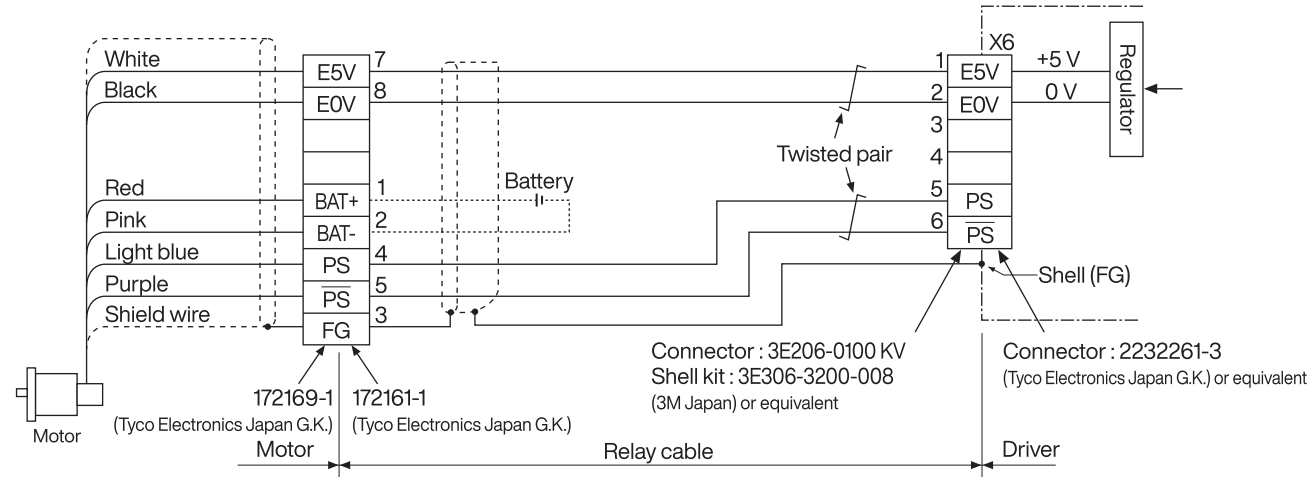 White
Black
Red
Pink
Light blue
Purple
Shield wire
Motor
E5V 7
E0V 8
BAT+ 1
BAT- 2
PS 4
P̅S̅ 5
FG 3
172169-1
(Tyco Electronics Japan G.K.)
172161-1
(Tyco Electronics Japan G.K.)
Battery
Twisted pair
X6
1 E5V +5 V
2 E0V 0 V
3
4
5 PS
6 P̅S̅
Regulator
Shell (FG)
Connector : 3E206-0100 KV
Shell kit : 3E306-3200-008
(3M Japan) or equivalent
Connector : 2232261-3
(Tyco Electronics Japan G.K.) or equivalent
Motor
Relay cable
Driver